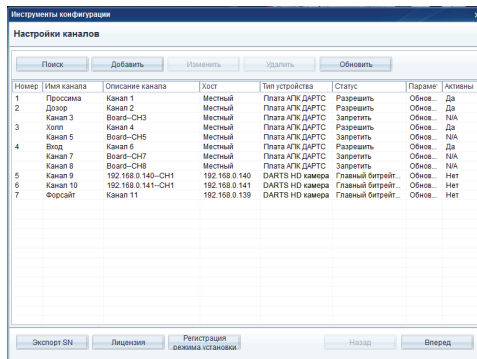 Инструменты конфигурации
Настройки каналов
Поиск Добавить Изменить Удалить Обновить
Номер Имя канала Описание канала Хост Тип устройства Статус Параме Активны
1 Проссима Канал 1 Местный Плата АПК ДАРТС Разрешить Обнов... Да
2 Дозор Канал 2 Местный Плата АПК ДАРТС Разрешить Обнов... Да
Канал 3 Board--CH3 Местный Плата АПК ДАРТС Запретить Обнов... N/A
3 Холл Канал 4 Местный Плата АПК ДАРТС Разрешить Обнов... Да
Канал 5 Board--CH5 Местный Плата АПК ДАРТС Запретить Обнов... N/A
4 Вход Канал 6 Местный Плата АПК ДАРТС Разрешить Обнов... Да
Канал 7 Board--CH7 Местный Плата АПК ДАРТС Запретить Обнов... N/A
Канал 8 Board--CH8 Местный Плата АПК ДАРТС Запретить Обнов... N/A
5 Канал 9 192.168.0.140--CH1 192.168.0.140 DARTS HD камера Главный битрейт... Обнов... Нет
6 Канал 10 192.168.0.141--CH1 192.168.0.141 DARTS HD камера Главный битрейт... Обнов... Нет
7 Форсайт Канал 11 192.168.0.139 DARTS HD камера Главный битрейт... Обнов... Нет
Экспорт SN Лицензия Регистрация режима установки Назад Вперед